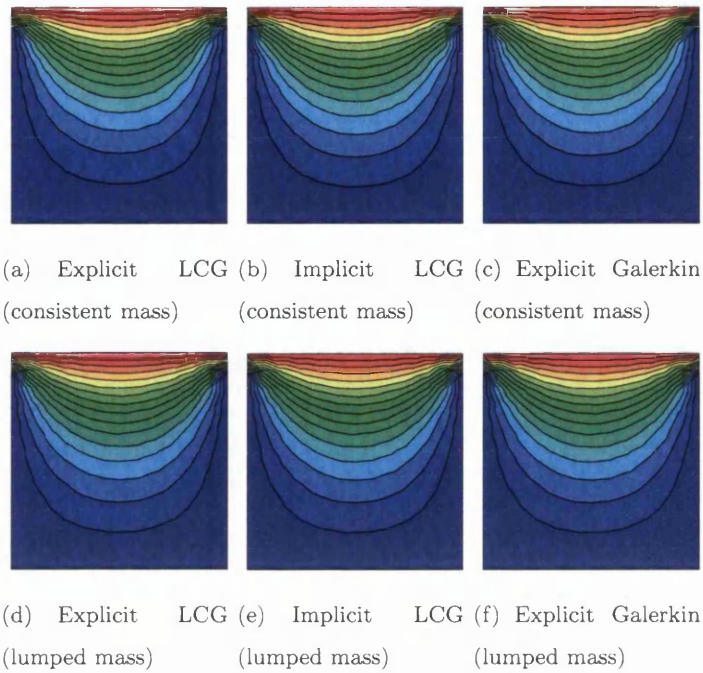 (a) Explicit LCG (b) Implicit LCG (c) Explicit Galerkin
(consistent mass) (consistent mass) (consistent mass)
(d) Explicit LCG (e) Implicit LCG (f) Explicit Galerkin
(lumped mass) (lumped mass) (lumped mass)